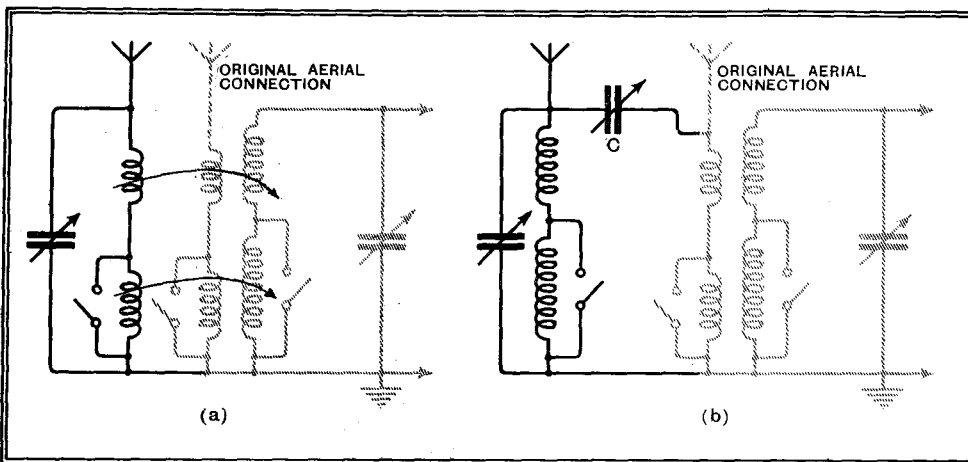 ORIGINAL AERIAL
CONNECTION
(a)
ORIGINAL AERIAL
CONNECTION
C
(b)